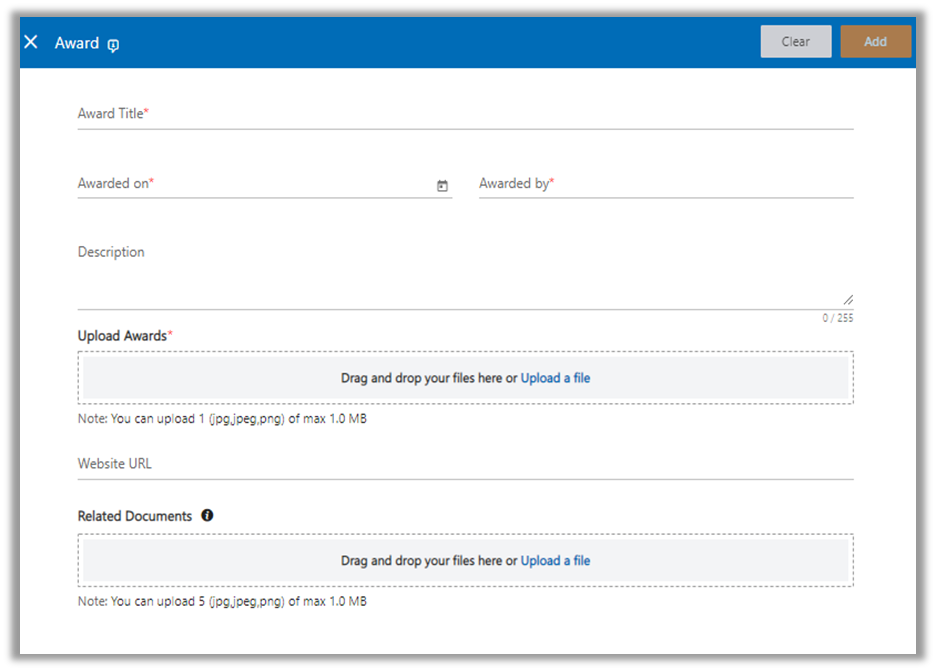 Award
Clear
Add
Award Title*
Awarded on*
Awarded by*
Description
0 / 255
Upload Awards*
Drag and drop your files here or Upload a file
Note: You can upload 1 (jpg,jpeg,png) of max 1.0 MB
Website URL
Related Documents
Drag and drop your files here or Upload a file
Note: You can upload 5 (jpg,jpeg,png) of max 1.0 MB